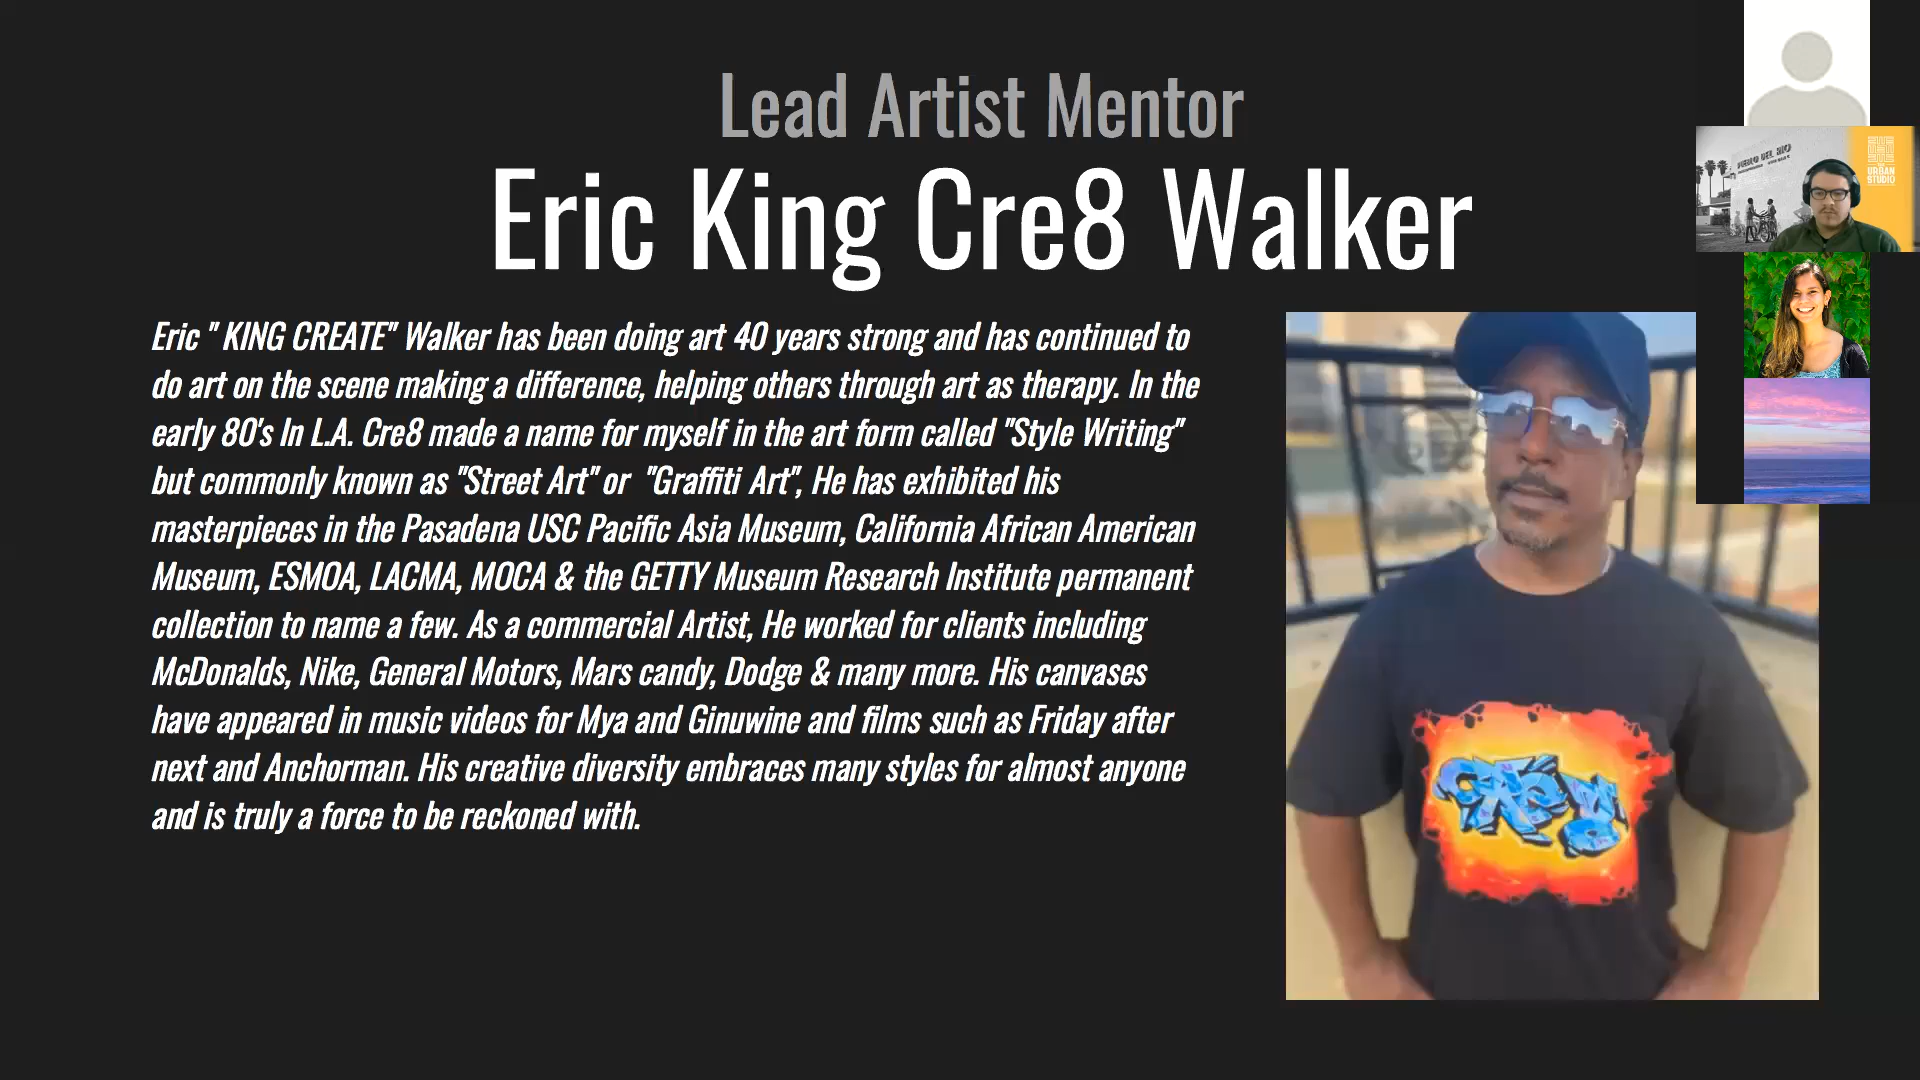 Lead Artist Mentor
Eric King Cre8 Walker
Eric " KING CREATE" Walker has been doing art 40 years strong and has continued to
do art on the scene making a difference, helping others through art as therapy. In the
early 80's In L.A. Cre8 made a name for myself in the art form called "Style Writing"
but commonly known as "Street Art" or "Graffiti Art", He has exhibited his
masterpieces in the Pasadena USC Pacific Asia Museum, California African American
Museum, ESMOA, LACMA, MOCA & the GETTY Museum Research Institute permanent
collection to name a few. As a commercial Artist, He worked for clients including
McDonalds, Nike, General Motors, Mars candy, Dodge & many more. His canvases
have appeared in music videos for Mya and Ginuwine and films such as Friday after
next and Anchorman. His creative diversity embraces many styles for almost anyone
and is truly a force to be reckoned with.
URBAN
STUDIO